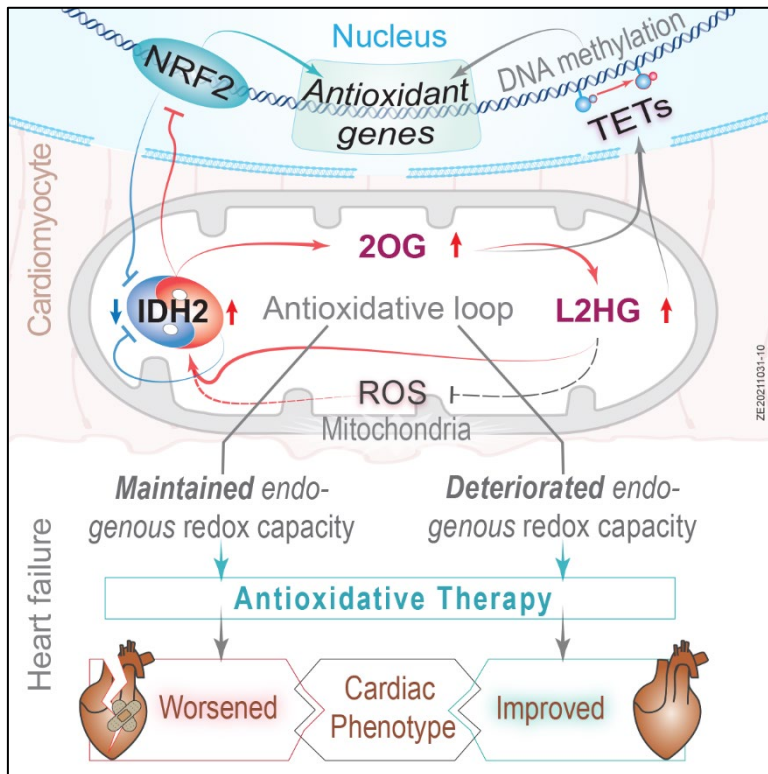 Nucleus
NRF2
Antioxidant
genes
DNA methylation
TETs
Cardiomyocyte
2OG
IDH2
Antioxidative loop
L2HG
ROS
Mitochondria
ZE20211031-10
Maintained endo-
genous redox capacity
Deteriorated endo-
genous redox capacity
Heart failure
Antioxidative Therapy
Worsened
Cardiac
Phenotype
Improved